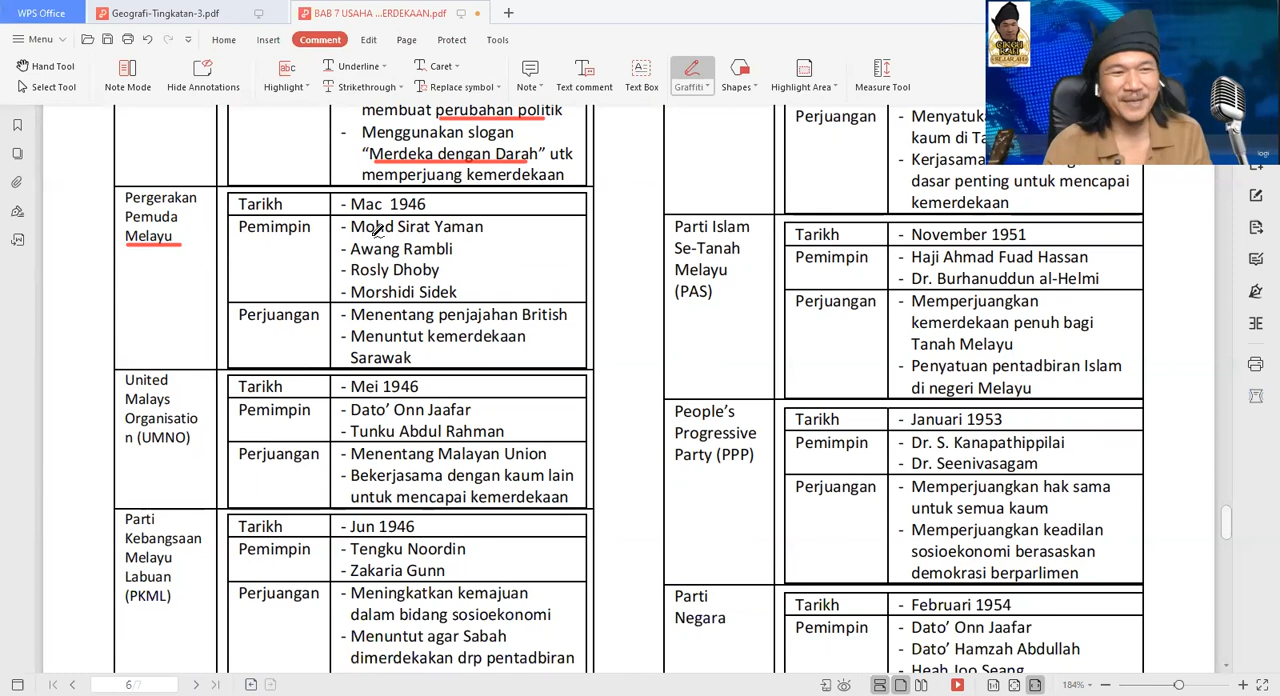 WPS Office
Geografi-Tingkatan-3.pdf
BAB 7 USAHA ...ERDEKAAN.pdf
Menu
Home
Insert
Comment
Edit
Page
Protect
Tools
Hand Tool
Select Tool
Note Mode
Hide Annotations
Highlight
Underline
Strikethrough
Caret
Replace symbol
Note
Text comment
Text Box
Graffiti
Shapes
Highlight Area
Measure Tool
membuat perubahan politik
- Menggunakan slogan
“Merdeka dengan Darah” utk
memperjuang kemerdekaan
Pergerakan
Pemuda
Melayu
Tarikh
- Mac 1946
Pemimpin
- Mohd Sirat Yaman
- Awang Rambli
- Rosly Dhoby
- Morshidi Sidek
Perjuangan
- Menentang penjajahan British
- Menuntut kemerdekaan
Sarawak
United
Malays
Organisatio
n (UMNO)
Tarikh
- Mei 1946
Pemimpin
- Dato’ Onn Jaafar
- Tunku Abdul Rahman
Perjuangan
- Menentang Malayan Union
- Bekerjasama dengan kaum lain
untuk mencapai kemerdekaan
Parti
Kebangsaan
Melayu
Labuan
(PKML)
Tarikh
- Jun 1946
Pemimpin
- Tengku Noordin
- Zakaria Gunn
Perjuangan
- Meningkatkan kemajuan
dalam bidang sosioekonomi
- Menuntut agar Sabah
dimerdekakan drp pentadbiran
Perjuangan
- Menyatuk
kaum di Ta
- Kerjasama
dasar penting untuk mencapai
kemerdekaan
Parti Islam
Se-Tanah
Melayu
(PAS)
Tarikh
- November 1951
Pemimpin
- Haji Ahmad Fuad Hassan
- Dr. Burhanuddun al-Helmi
Perjuangan
- Memperjuangkan
kemerdekaan penuh bagi
Tanah Melayu
- Penyatuan pentadbiran Islam
di negeri Melayu
People’s
Progressive
Party (PPP)
Tarikh
- Januari 1953
Pemimpin
- Dr. S. Kanapathippilai
- Dr. Seenivasagam
Perjuangan
- Memperjuangkan hak sama
untuk semua kaum
- Memperjuangkan keadilan
sosioekonomi berasaskan
demokrasi berparlimen
Parti
Negara
Tarikh
- Februari 1954
Pemimpin
- Dato’ Onn Jaafar
- Dato’ Hamzah Abdullah
- Heah Joo Seang
6/7
184%